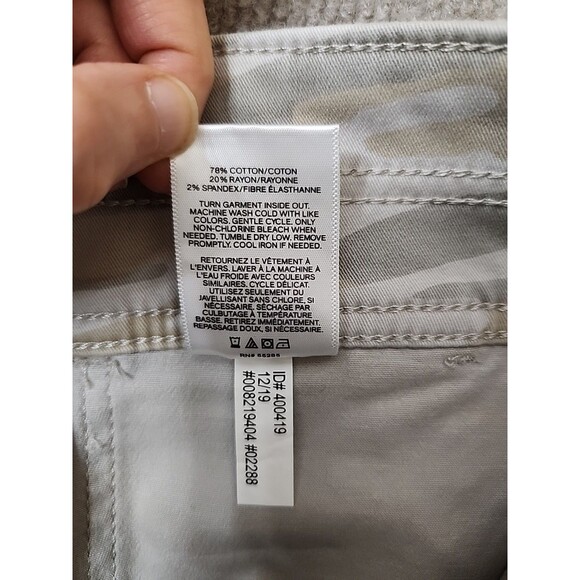 78% COTTON/COTON
20% RAYON/RAYONNE
2% SPANDEX/FIBRE ÉLASTHANNE
TURN GARMENT INSIDE OUT.
MACHINE WASH COLD WITH LIKE
COLORS. GENTLE CYCLE. ONLY
NON-CHLORINE BLEACH WHEN
NEEDED. TUMBLE DRY LOW. REMOVE
PROMPTLY. COOL IRON IF NEEDED.
RETOURNEZ LE VÊTEMENT À
L'ENVERS. LAVER À LA MACHINE À
L'EAU FROIDE AVEC COULEURS
SIMILAIRES. CYCLE DÉLICAT.
UTILISEZ SEULEMENT DU
JAVELLISANT SANS CHLORE, SI
NÉCESSAIRE, SÉCHAGE PAR
CULBUTAGE À TEMPÉRATURE
BASSE. RETIREZ IMMÉDIATEMENT.
REPASSAGE DOUX, SI NÉCESSAIRE.
RN# 55285
ID# 400419
12/19
#008219404 #02288